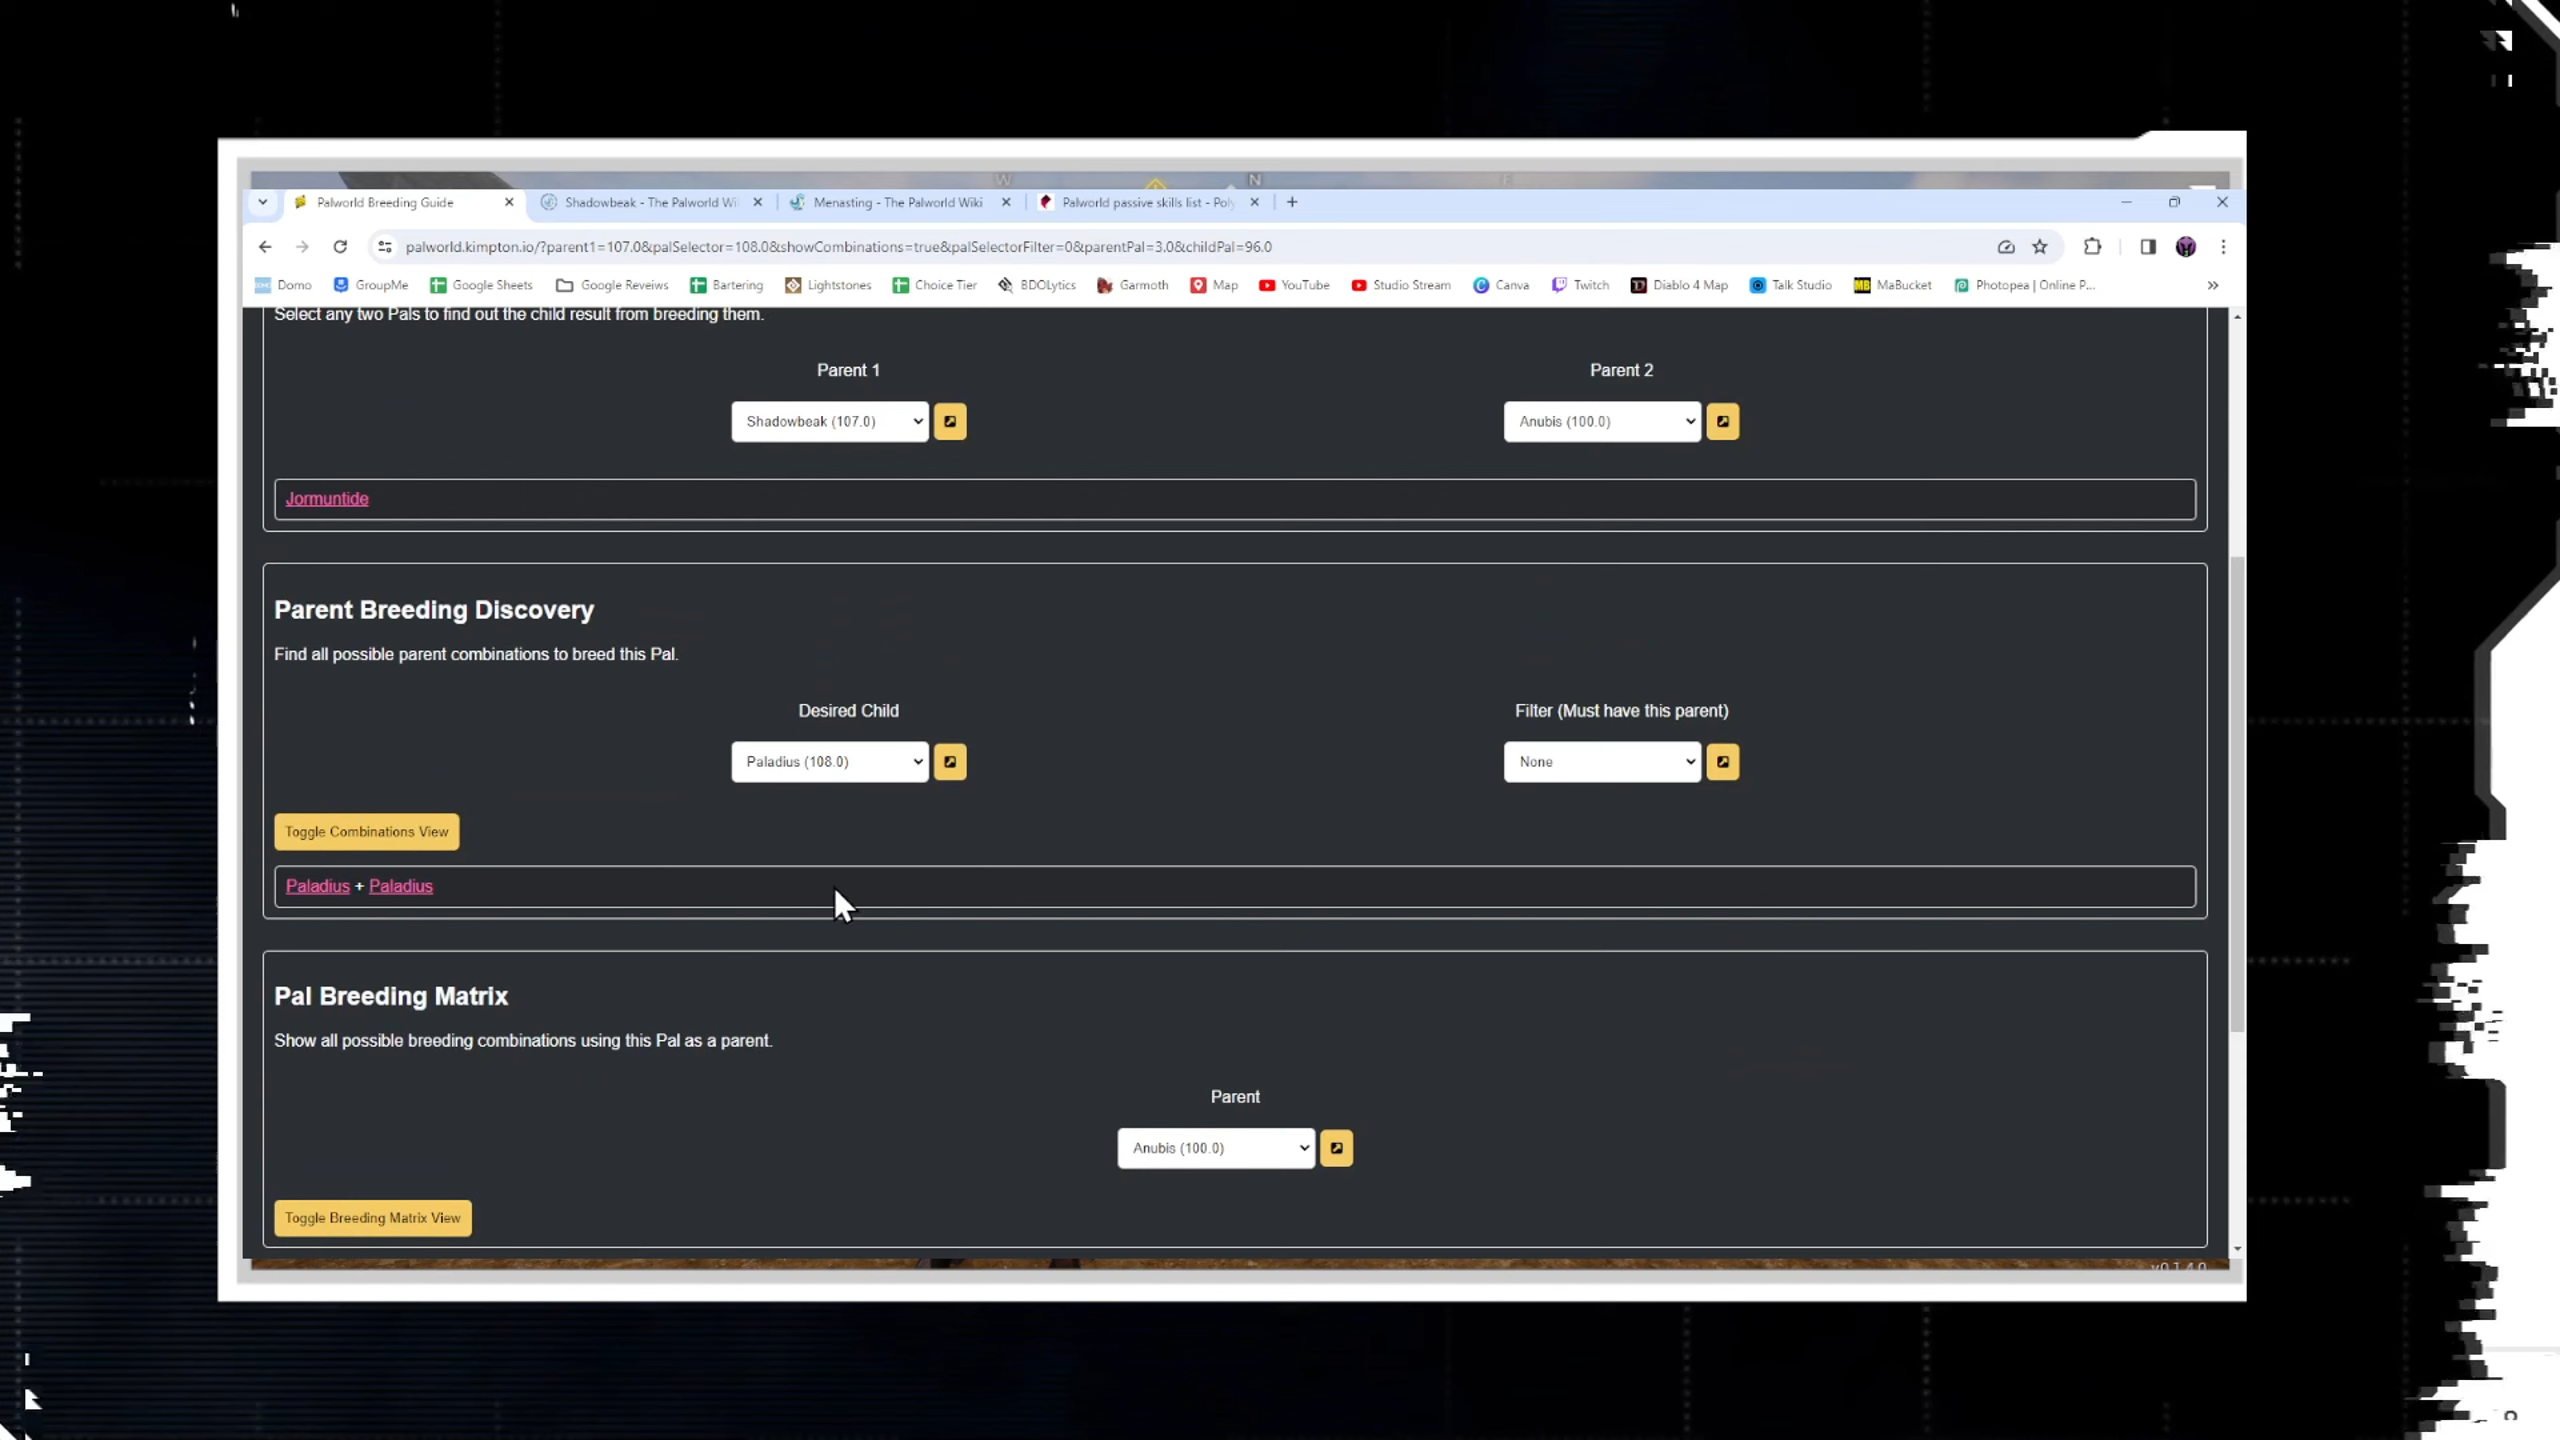 W N E
Palworld Breeding Guide
Shadowbeak - The Palworld Wi
Menasting - The Palworld Wiki
Palworld passive skills list - Poly
palworld.kimpton.io/?parent1=107.0&palSelector=108.0&showCombinations=true&palSelectorFilter=0&parentPal=3.0&childPal=96.0
Domo GroupMe Google Sheets Google Reveiws Bartering Lightstones Choice Tier BDOLytics Garmoth Map YouTube Studio Stream Canva Twitch Diablo 4 Map Talk Studio MaBucket Photopea | Online P... »
Select any two Pals to find out the child result from breeding them.
Parent 1 Parent 2
Shadowbeak (107.0) Anubis (100.0)
Jormuntide
Parent Breeding Discovery
Find all possible parent combinations to breed this Pal.
Desired Child Filter (Must have this parent)
Paladius (108.0) None
Toggle Combinations View
Paladius + Paladius
Pal Breeding Matrix
Show all possible breeding combinations using this Pal as a parent.
Parent
Anubis (100.0)
Toggle Breeding Matrix View